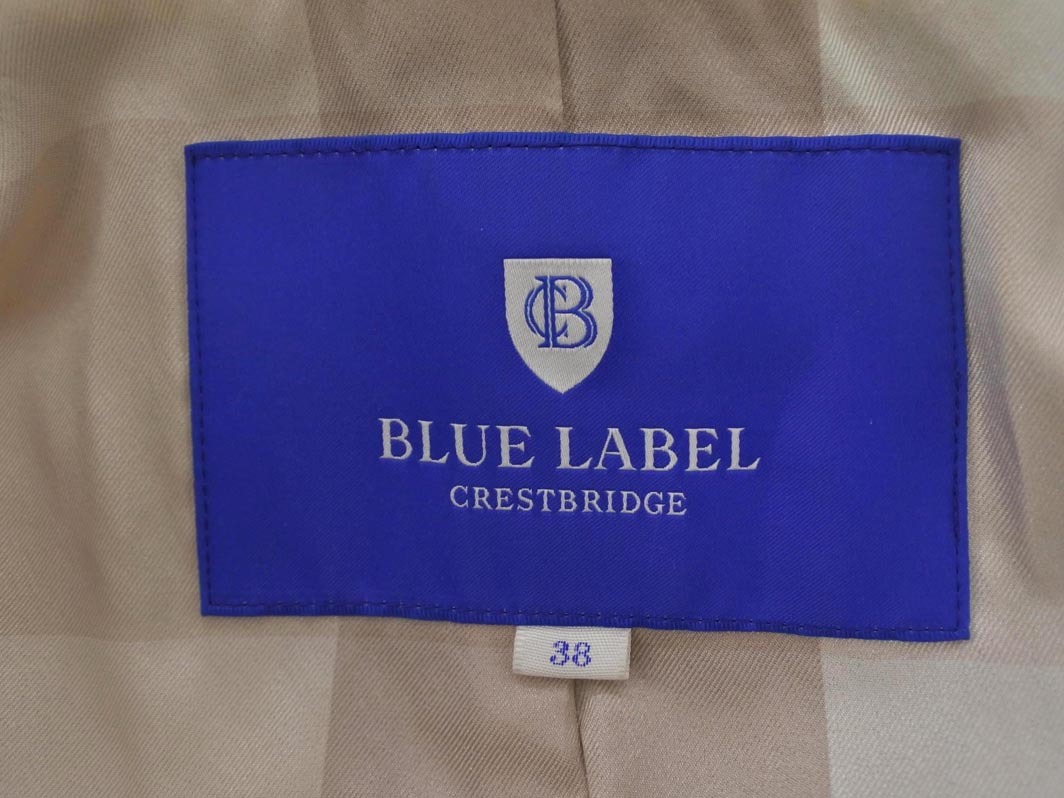 CB
BLUE LABEL
CRESTBRIDGE
38